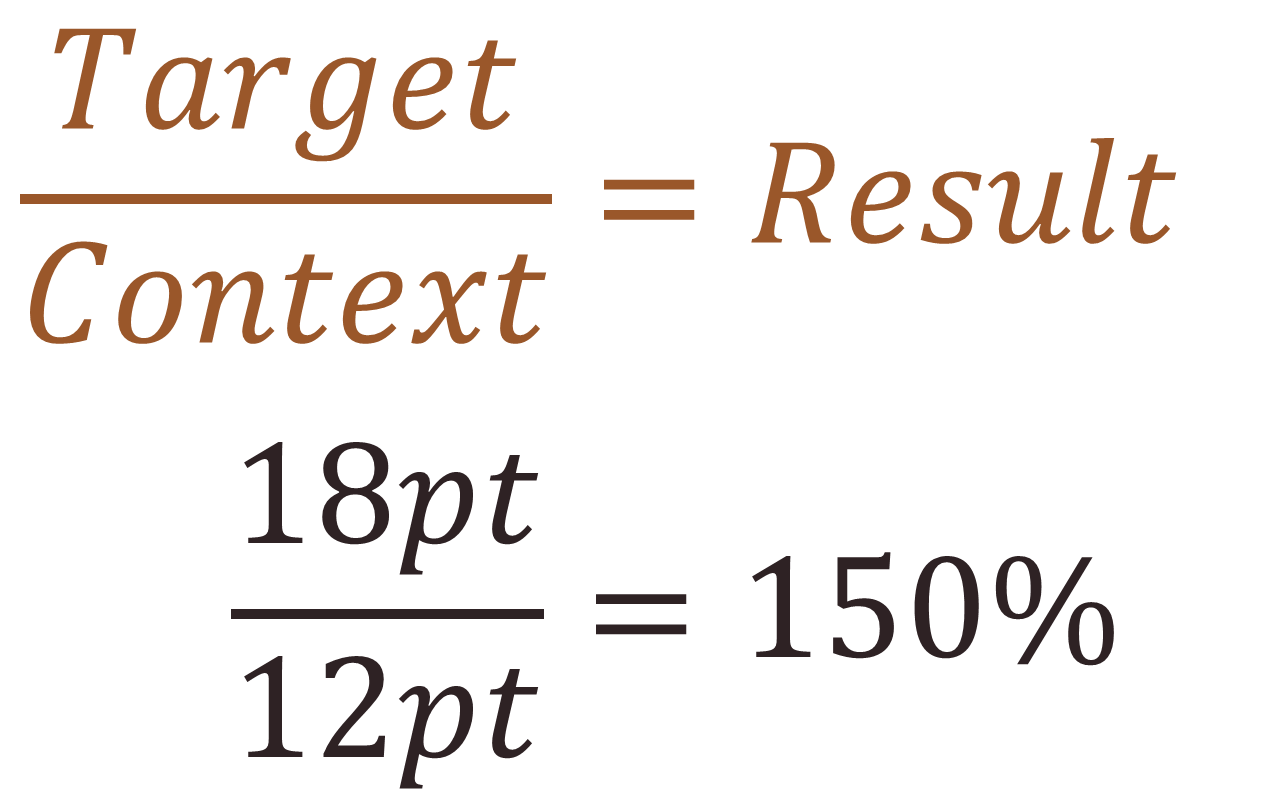 Target
Context
= Result
18pt
12pt
= 150%